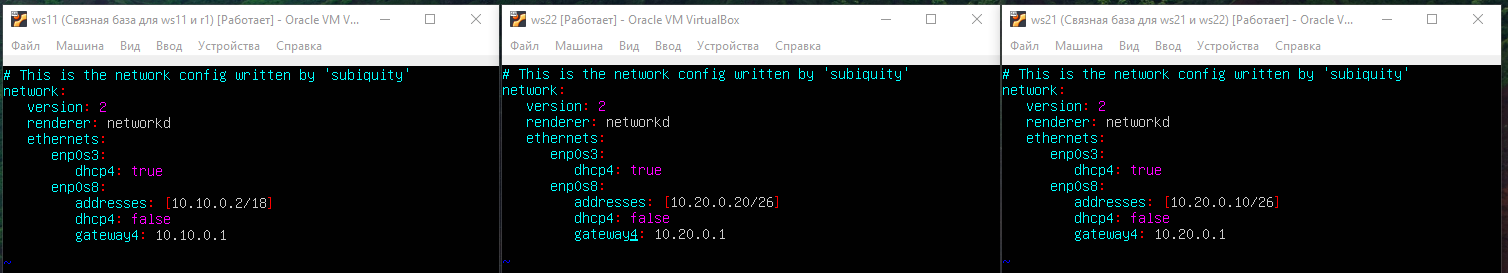 ws11 (Связная база для ws11 и r1) [Работает] - Oracle VM V...
Файл Машина Вид Ввод Устройства Справка
# This is the network config written by 'subiquity'
network:
version: 2
renderer: networkd
ethernets:
enp0s3:
dhcp4: true
enp0s8:
addresses: [10.10.0.2/18]
dhcp4: false
gateway4: 10.10.0.1
~
ws22 [Работает] - Oracle VM VirtualBox
Файл Машина Вид Ввод Устройства Справка
# This is the network config written by 'subiquity'
network:
version: 2
renderer: networkd
ethernets:
enp0s3:
dhcp4: true
enp0s8:
addresses: [10.20.0.20/26]
dhcp4: false
gateway4: 10.20.0.1
~
ws21 (Связная база для ws21 и ws22) [Работает] - Oracle V...
Файл Машина Вид Ввод Устройства Справка
# This is the network config written by 'subiquity'
network:
version: 2
renderer: networkd
ethernets:
enp0s3:
dhcp4: true
enp0s8:
addresses: [10.20.0.10/26]
dhcp4: false
gateway4: 10.20.0.1
~